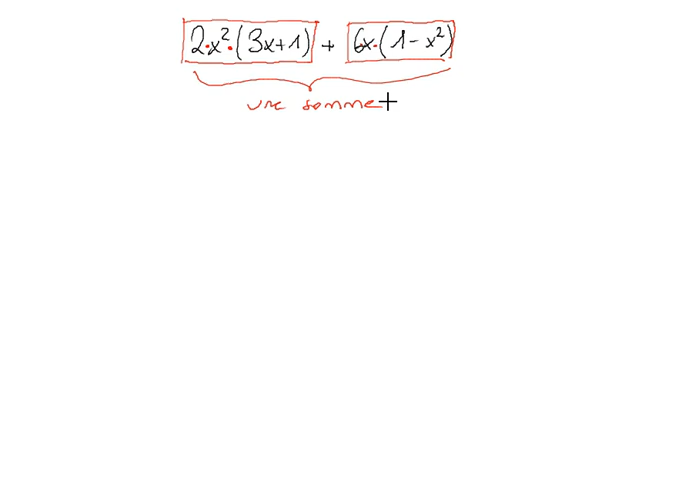 2·x²·(3x+1) + 6x·(1-x²)
une somme